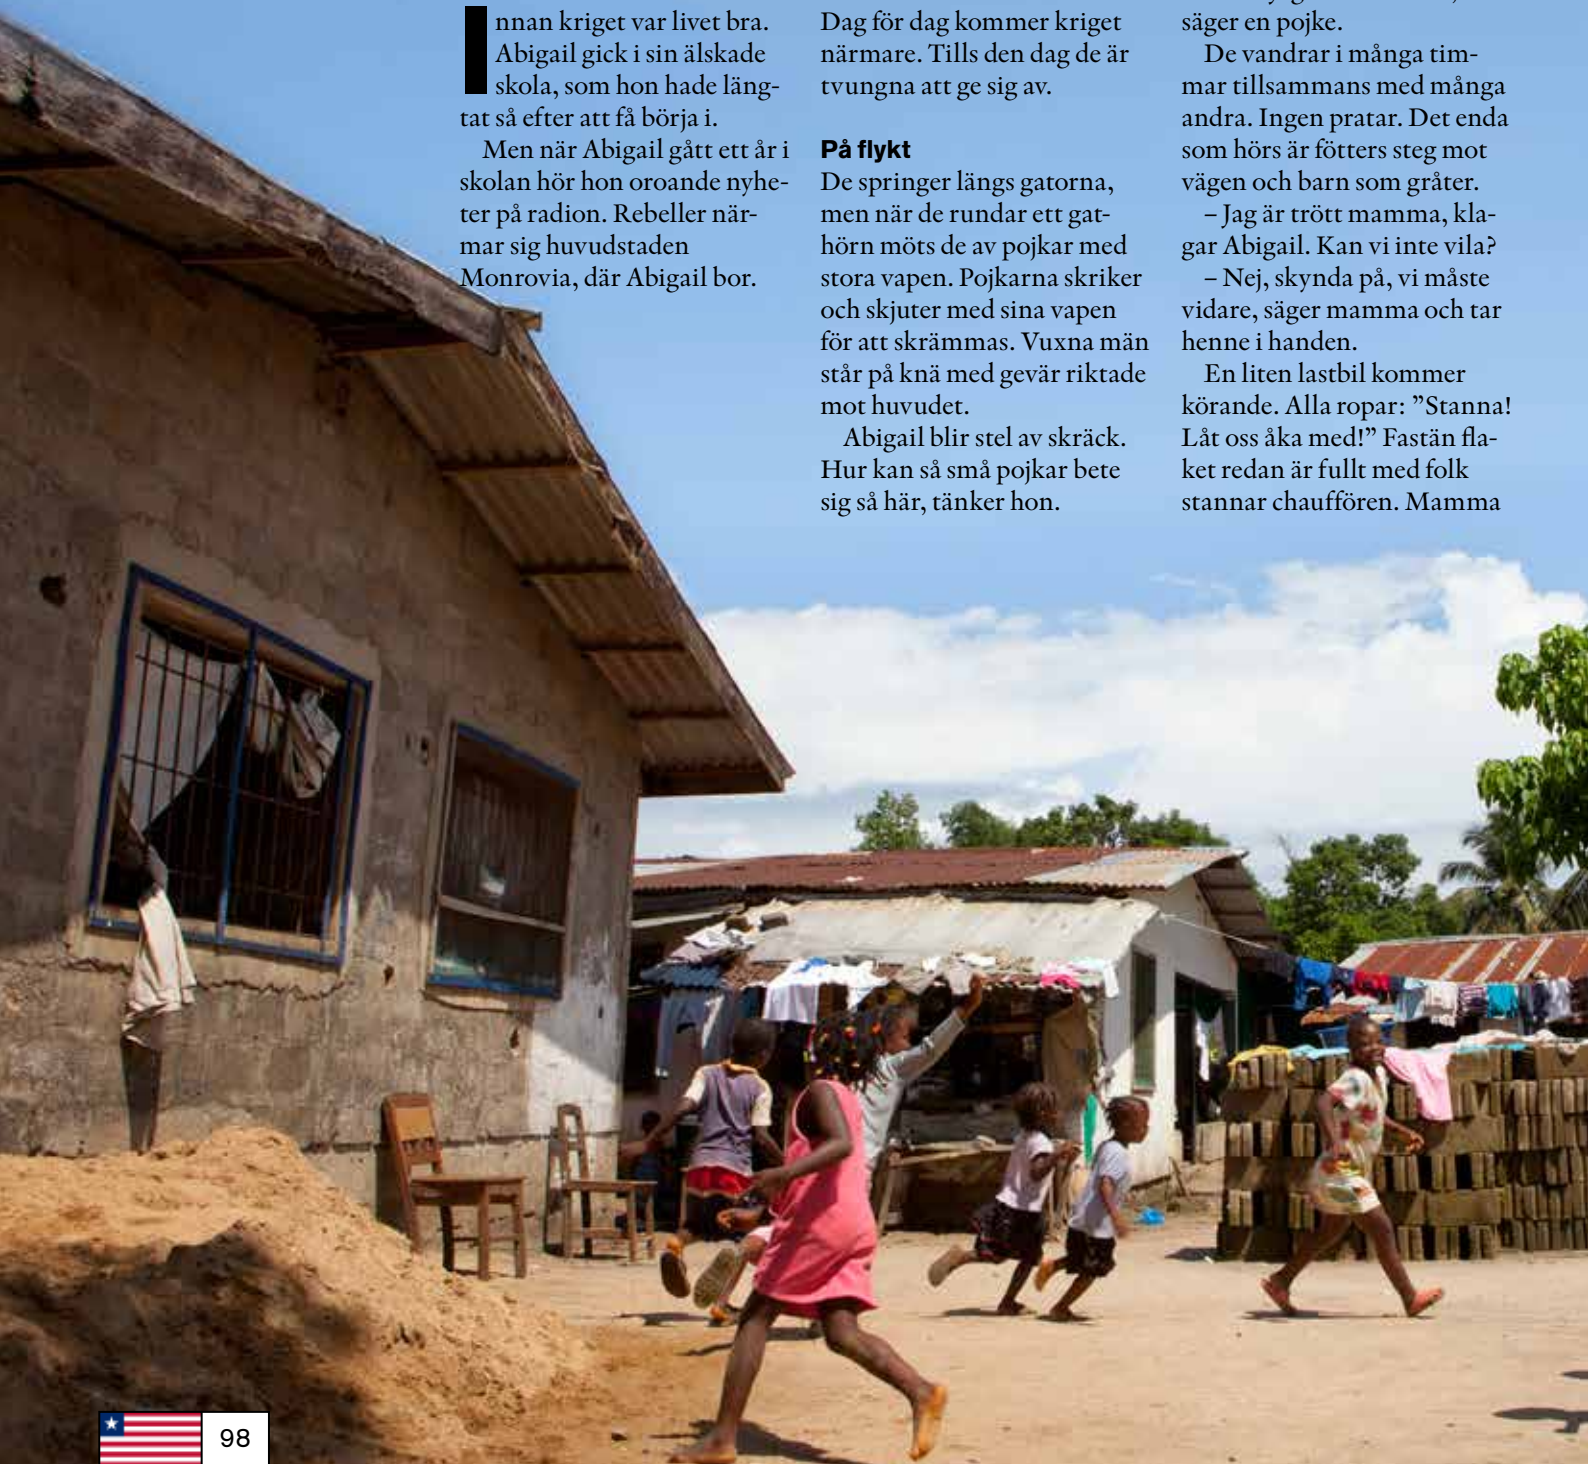 Innan kriget var livet bra.
Abigail gick i sin älskade
skola, som hon hade läng-
tat så efter att få börja i.
Men när Abigail gått ett år i
skolan hör hon oroande nyhe-
ter på radion. Rebeller när-
mar sig huvudstaden
Monrovia, där Abigail bor.
Dag för dag kommer kriget
närmare. Tills den dag de är
tvungna att ge sig av.
På flykt
De springer längs gatorna,
men när de rundar ett gat-
hörn möts de av pojkar med
stora vapen. Pojkarna skriker
och skjuter med sina vapen
för att skrämmas. Vuxna män
står på knä med gevär riktade
mot huvudet.
Abigail blir stel av skräck.
Hur kan så små pojkar bete
sig så här, tänker hon.
säger en pojke.
De vandrar i många tim-
mar tillsammans med många
andra. Ingen pratar. Det enda
som hörs är fötters steg mot
vägen och barn som gråter.
– Jag är trött mamma, kla-
gar Abigail. Kan vi inte vila?
– Nej, skynda på, vi måste
vidare, säger mamma och tar
henne i handen.
En liten lastbil kommer
körande. Alla ropar: ”Stanna!
Låt oss åka med!” Fastän fla-
ket redan är fullt med folk
stannar chauffören. Mamma
98